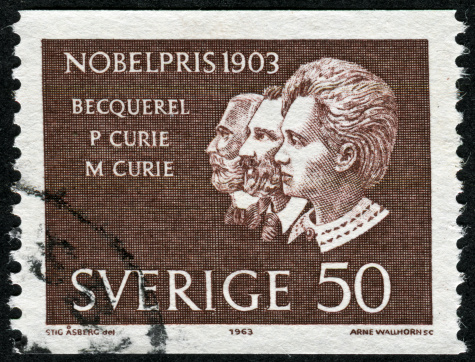 NOBELPRIS 1903
BECQUEREL
P CURIE
M CURIE
SVERIGE 50
STIG ÅSBERG del 1963 ARNE WALLHORN SC